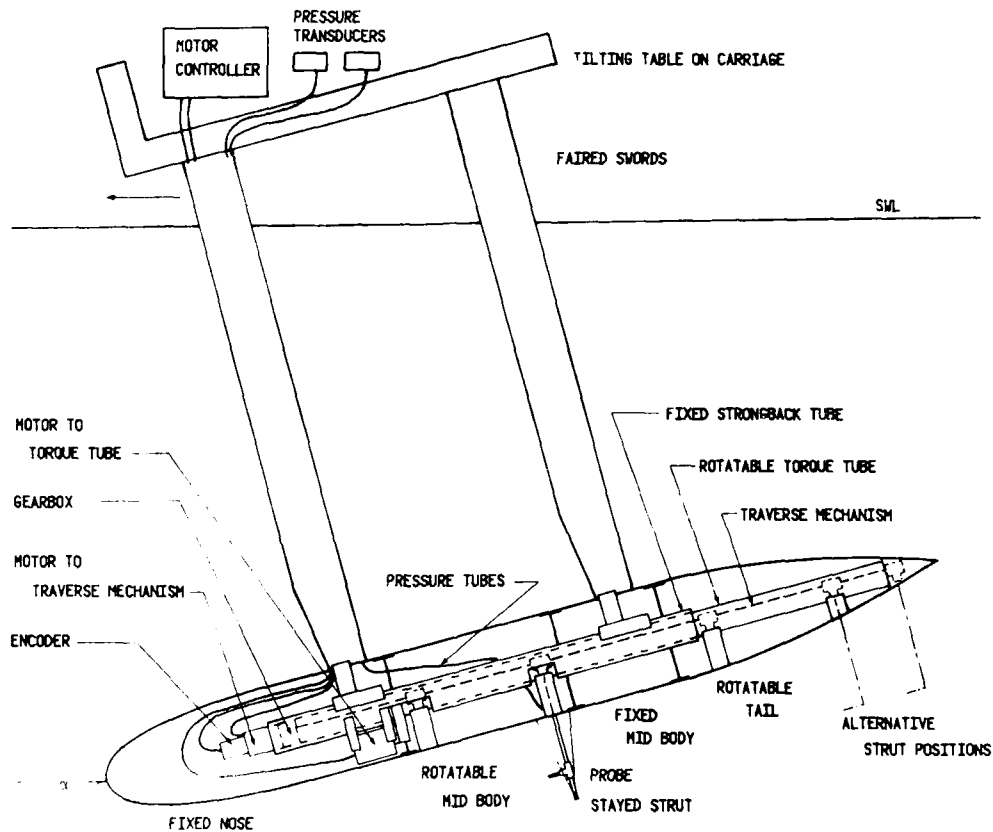 PRESSURE
TRANSDUCERS
MOTOR
CONTROLLER
TILTING TABLE ON CARRIAGE
FAIRED SWORDS
SWL
MOTOR TO
TORQUE TUBE
GEARBOX
MOTOR TO
TRAVERSE MECHANISM
ENCODER
FIXED STRONGBACK TUBE
ROTATABLE TORQUE TUBE
TRAVERSE MECHANISM
PRESSURE TUBES
ROTATABLE
TAIL
FIXED
MID BODY
ALTERNATIVE
STRUT POSITIONS
ROTATABLE
MID BODY
PROBE
STAYED STRUT
α
FIXED NOSE